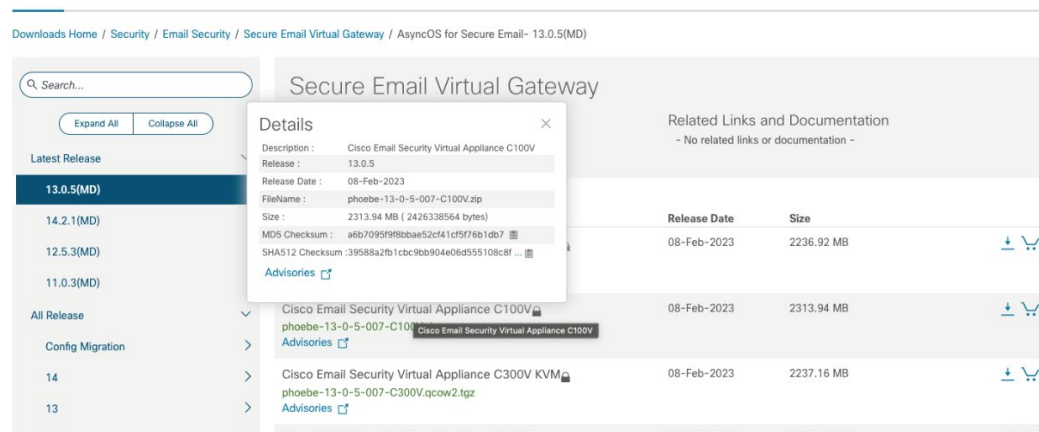 Downloads Home / Security / Email Security / Secure Email Virtual Gateway / AsyncOS for Secure Email- 13.0.5(MD)
Search...
Expand All Collapse All
Latest Release
13.0.5(MD)
14.2.1(MD)
12.5.3(MD)
11.0.3(MD)
All Release
Config Migration
14
13
Secure Email Virtual Gateway
Related Links and Documentation
- No related links or documentation -
Details
Description : Cisco Email Security Virtual Appliance C100V
Release : 13.0.5
Release Date : 08-Feb-2023
FileName : phoebe-13-0-5-007-C100V.zip
Size : 2313.94 MB ( 2426338564 bytes)
MD5 Checksum : a6b7095f9f8bbae52cf41cf5f76b1db7
SHA512 Checksum :39588a2fb1cbc9bb904e06d555108c8f ...
Advisories
Release Date Size
08-Feb-2023 2236.92 MB
Cisco Email Security Virtual Appliance C100V 08-Feb-2023 2313.94 MB
phoebe-13-0-5-007-C100
Cisco Email Security Virtual Appliance C100V
Advisories
Cisco Email Security Virtual Appliance C300V KVM 08-Feb-2023 2237.16 MB
phoebe-13-0-5-007-C300V.qcow2.tgz
Advisories